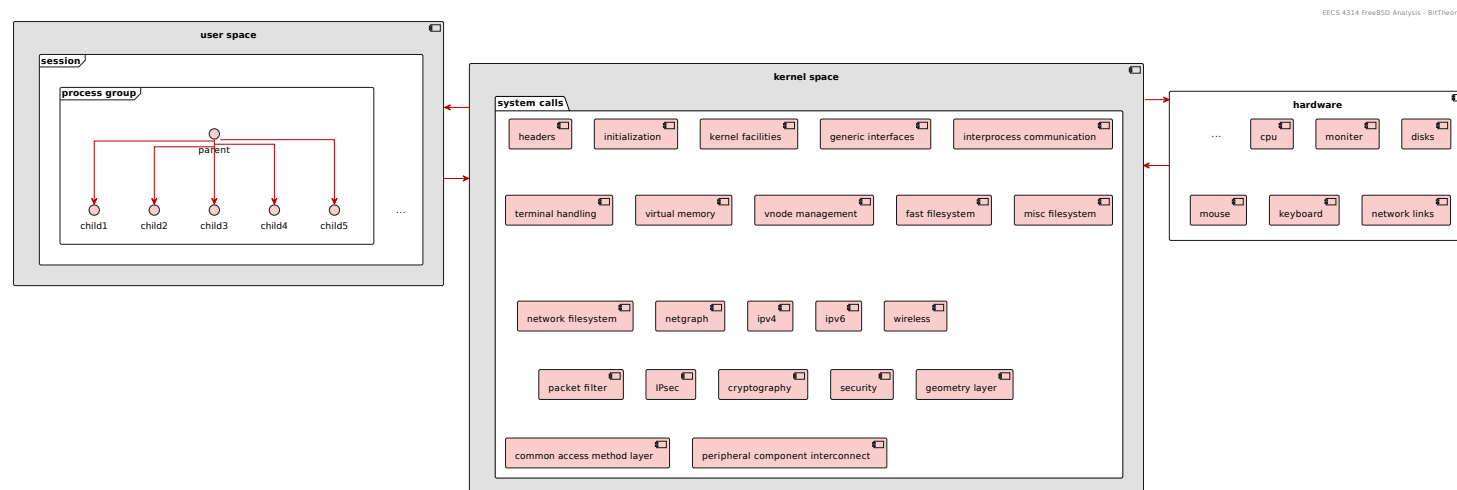 EECS 4314 FreeBSD Analysis - BitTheor
user space
session
process group
parent
child1 child2 child3 child4 child5 ...
kernel space
system calls
headers initialization kernel facilities generic interfaces interprocess communication
terminal handling virtual memory vnode management fast filesystem misc filesystem
network filesystem netgraph ipv4 ipv6 wireless
packet filter IPsec cryptography security geometry layer
common access method layer peripheral component interconnect
hardware
... cpu moniter disks
mouse keyboard network links